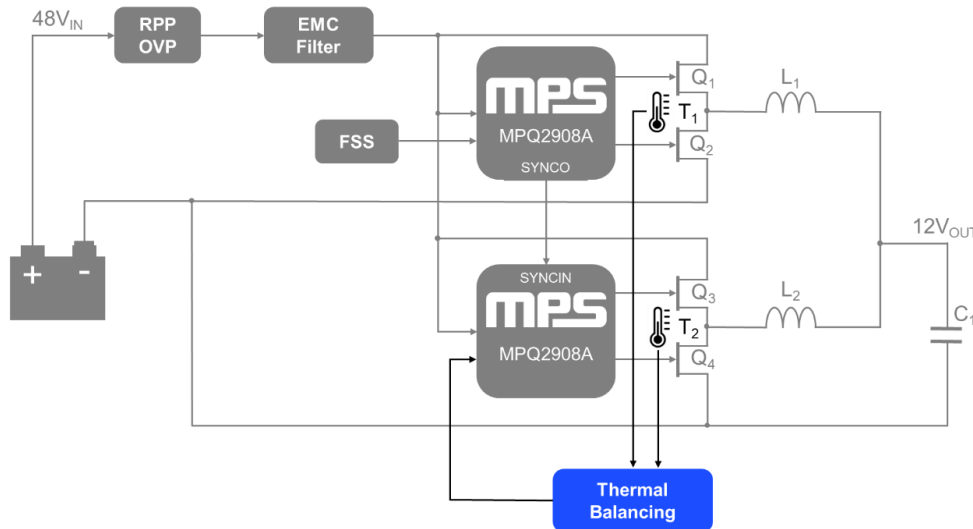 48VIN
RPP
OVP
EMC
Filter
mps
MPQ2908A
SYNCO
FSS
Q1
T1
Q2
L1
12VOUT
+ -
SYNCIN
mps
MPQ2908A
Q3
T2
Q4
L2
C1
Thermal
Balancing